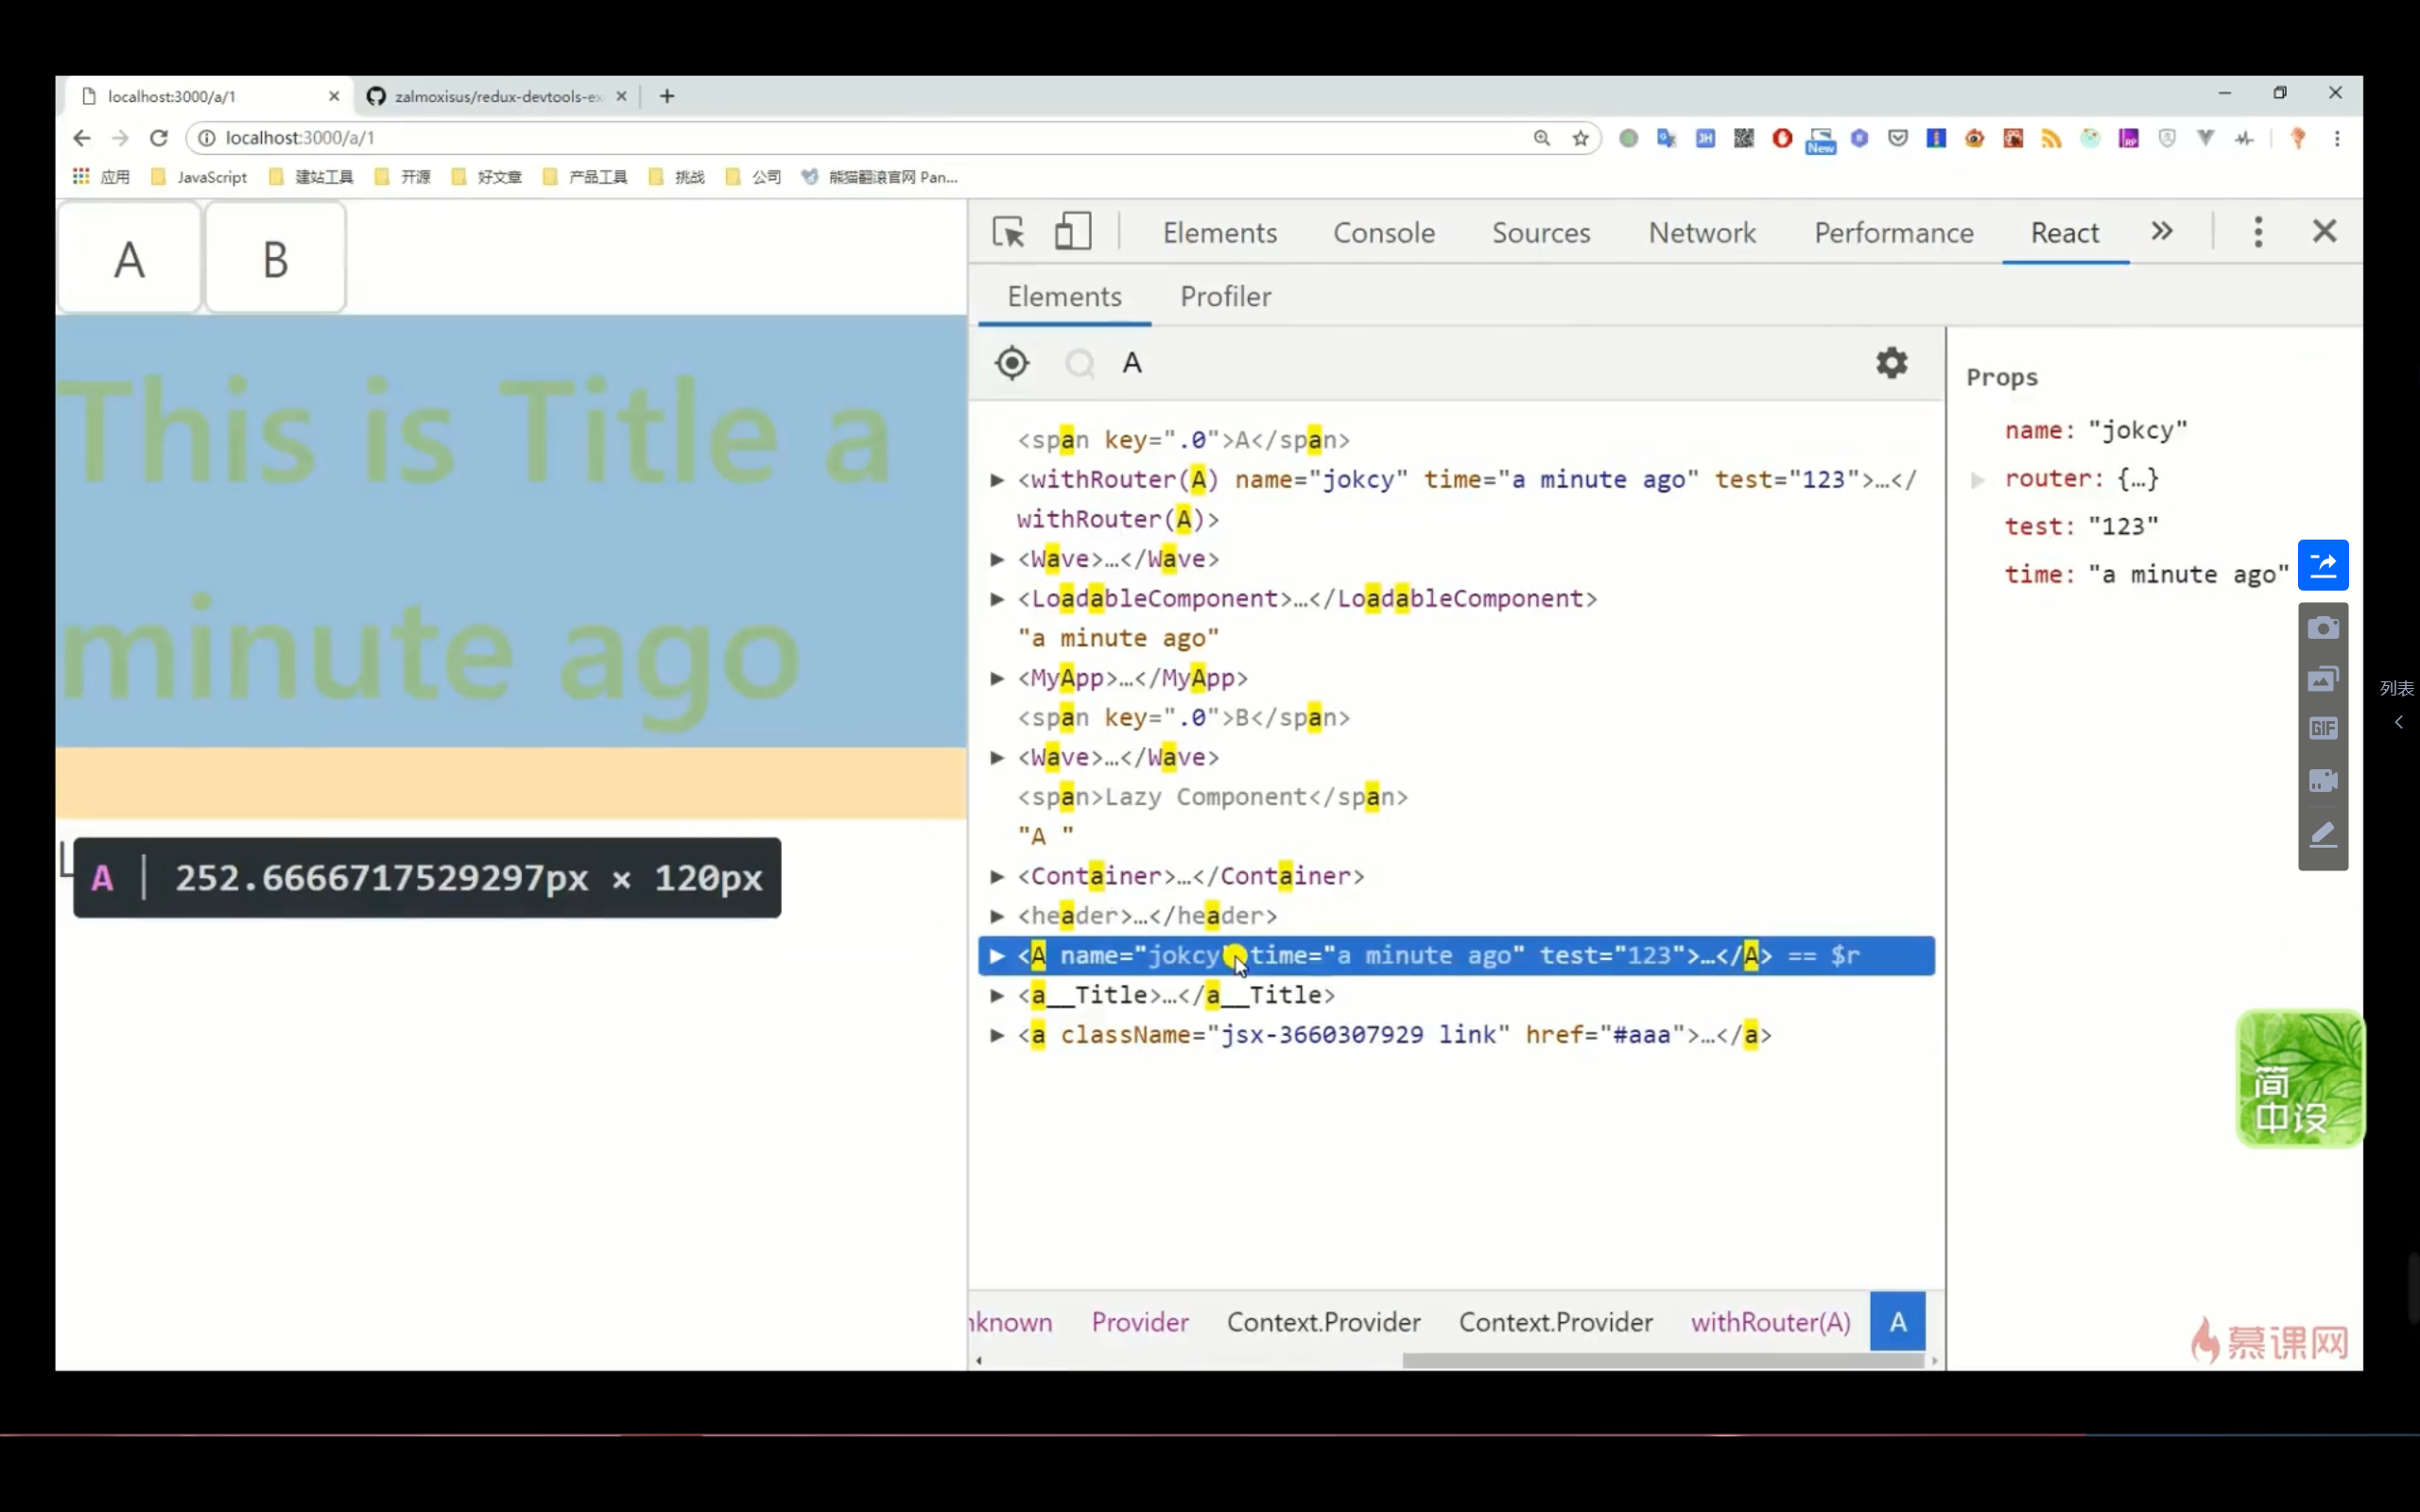 localhost:3000/a/1
zalmoxisus/redux-devtools-ex
localhost:3000/a/1
New
应用 JavaScript 建站工具 开源 好文章 产品工具 挑战 公司 熊猫翻滚官网 Pan...
A B
This is Title a
minute ago
A | 252.6666717529297px × 120px
Elements Console Sources Network Performance React
Elements Profiler
A
<span key=".0">A</span>
<withRouter(A) name="jokcy" time="a minute ago" test="123">…</
withRouter(A)>
<Wave>…</Wave>
<LoadableComponent>…</LoadableComponent>
"a minute ago"
<MyApp>…</MyApp>
<span key=".0">B</span>
<Wave>…</Wave>
<span>Lazy Component</span>
"A "
<Container>…</Container>
<header>…</header>
<A name="jokcy" time="a minute ago" test="123">…</A> == $r
<a__Title>…</a__Title>
<a className="jsx-3660307929 link" href="#aaa">…</a>
nknown Provider Context.Provider Context.Provider withRouter(A) A
Props
name: "jokcy"
router: {…}
test: "123"
time: "a minute ago"
GIF
列表
简
中设
慕课网